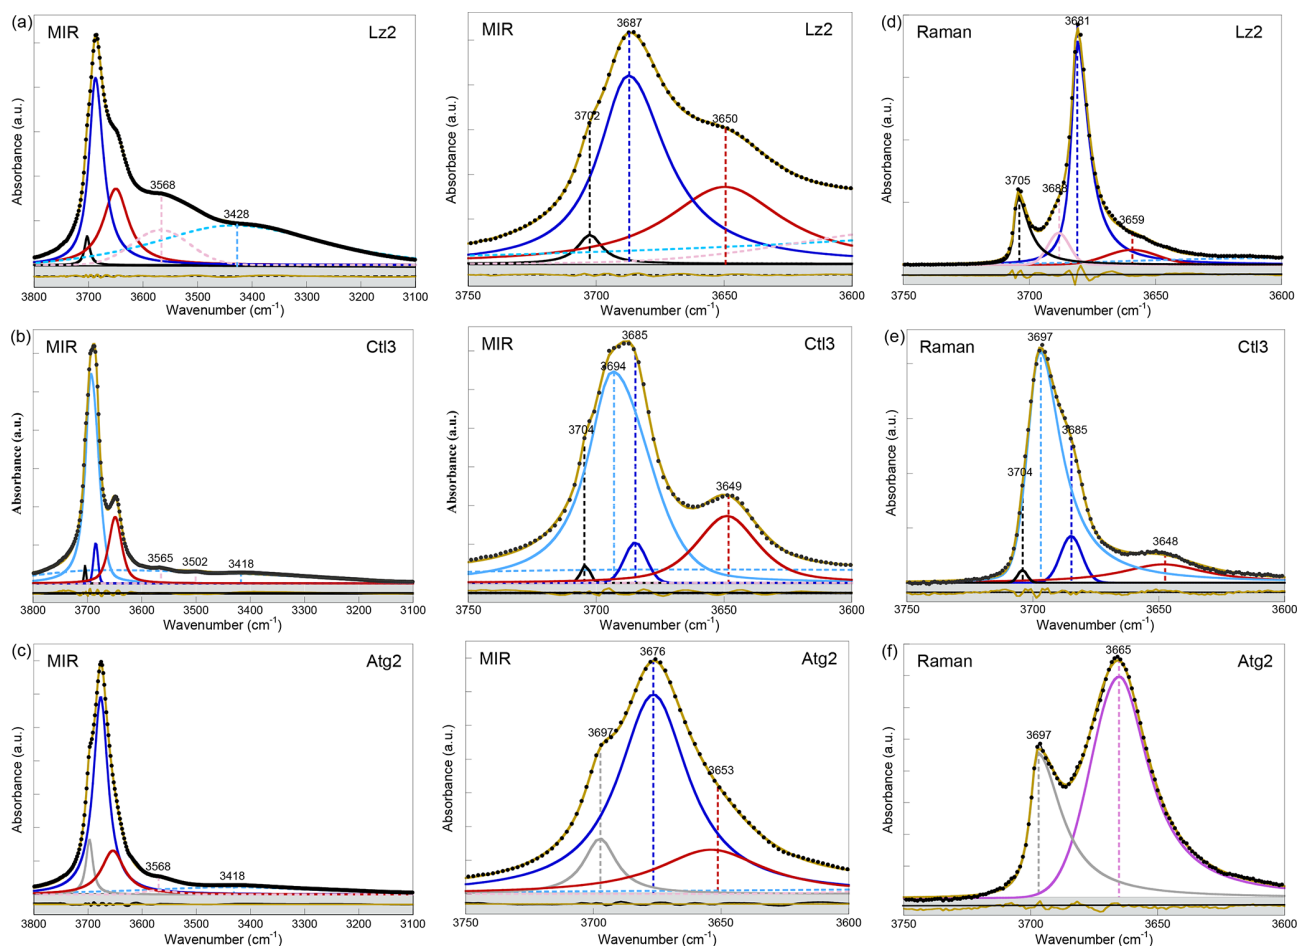 (a) MIR Lz2
3568
3428
Absorbance (a.u.)
3800 3700 3600 3500 3400 3300 3200 3100
Wavenumber (cm-1)
MIR Lz2
3687
3702
3650
Absorbance (a.u.)
3750 3700 3650 3600
Wavenumber (cm-1)
(d) Raman Lz2
3681
3705
3688
3659
Absorbance (a.u.)
3750 3700 3650 3600
Wavenumber (cm-1)
(b) MIR Ctl3
3565
3502
3418
Absorbance (a.u.)
3800 3700 3600 3500 3400 3300 3200 3100
Wavenumber (cm-1)
MIR Ctl3
3685
3694
3704
3649
Absorbance (a.u.)
3750 3700 3650 3600
Wavenumber (cm-1)
(e) Raman Ctl3
3697
3685
3704
3648
Absorbance (a.u.)
3750 3700 3650 3600
Wavenumber (cm-1)
(c) MIR Atg2
3568
3418
Absorbance (a.u.)
3800 3700 3600 3500 3400 3300 3200 3100
Wavenumber (cm-1)
MIR Atg2
3676
3697
3653
Absorbance (a.u.)
3750 3700 3650 3600
Wavenumber (cm-1)
(f) Raman Atg2
3665
3697
Absorbance (a.u.)
3750 3700 3650 3600
Wavenumber (cm-1)